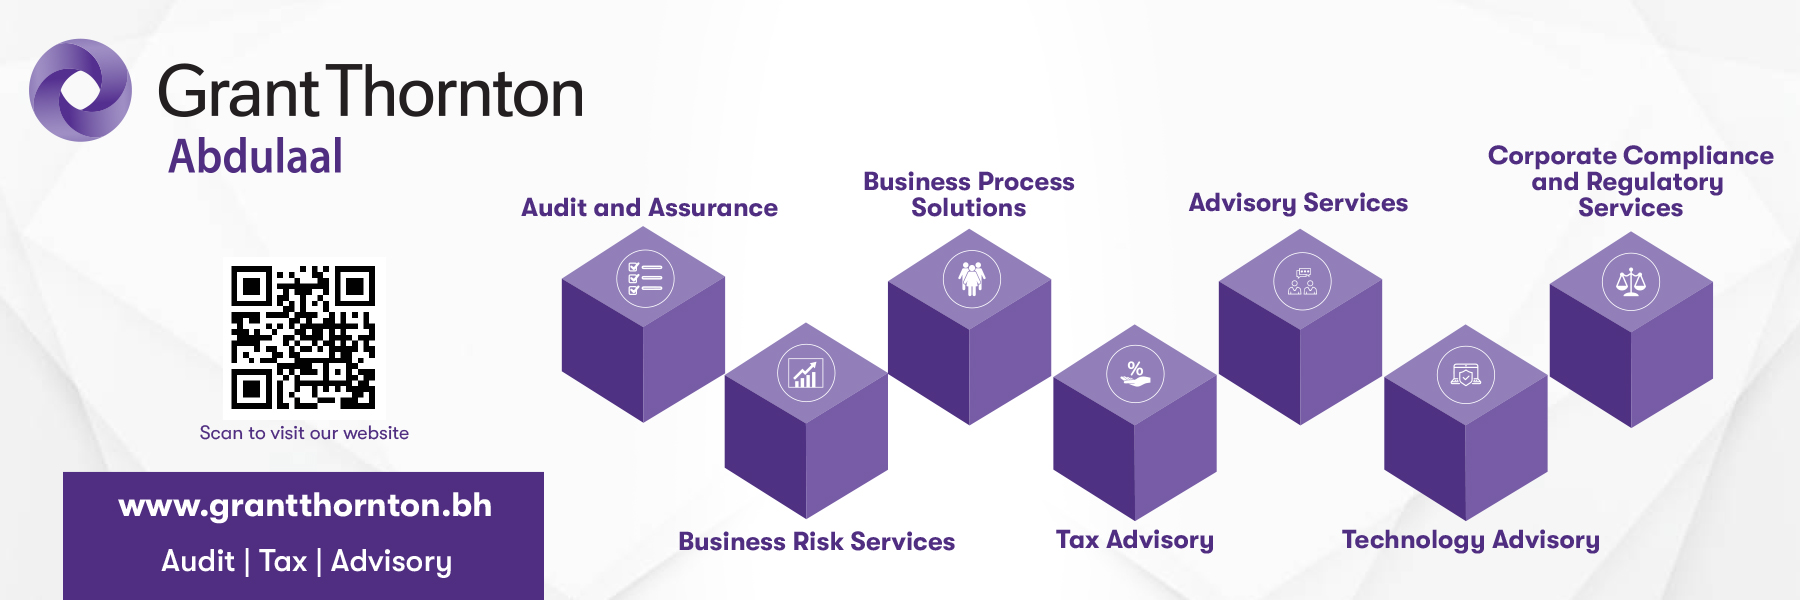 Grant Thornton
Abdulaal
Scan to visit our website
www.grantthornton.bh
Audit | Tax | Advisory
Audit and Assurance
Business Risk Services
Business Process
Solutions
%
Tax Advisory
Advisory Services
Technology Advisory
Corporate Compliance
and Regulatory
Services